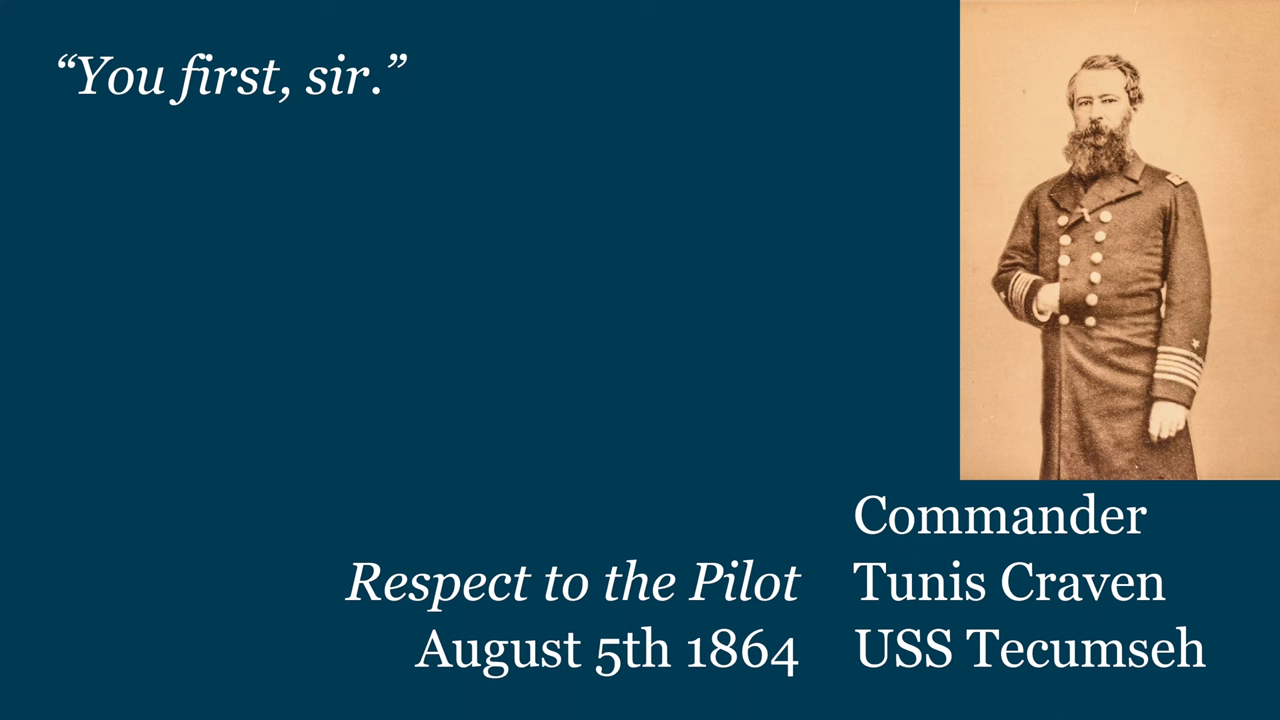 “You first, sir.”
Respect to the Pilot
August 5th 1864
Commander
Tunis Craven
USS Tecumseh